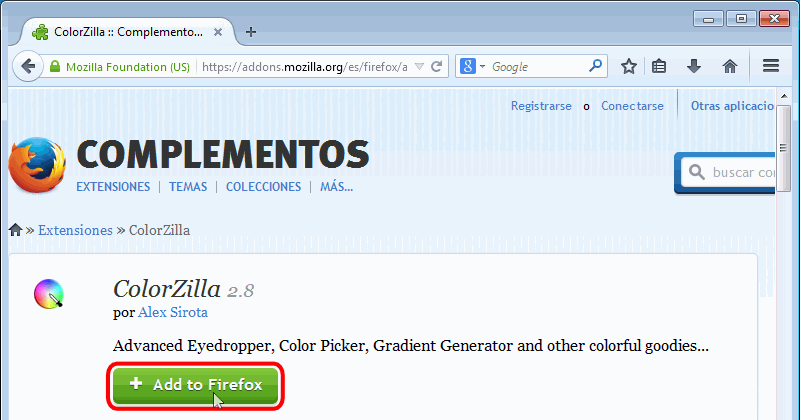 ColorZilla :: Complemento...
Mozilla Foundation (US) https://addons.mozilla.org/es/firefox/a Google
Registrarse o Conectarse Otras aplicacio
COMPLEMENTOS
EXTENSIONES | TEMAS | COLECCIONES | MÁS...
buscar con
» Extensiones » ColorZilla
ColorZilla 2.8
por Alex Sirota
Advanced Eyedropper, Color Picker, Gradient Generator and other colorful goodies...
+ Add to Firefox